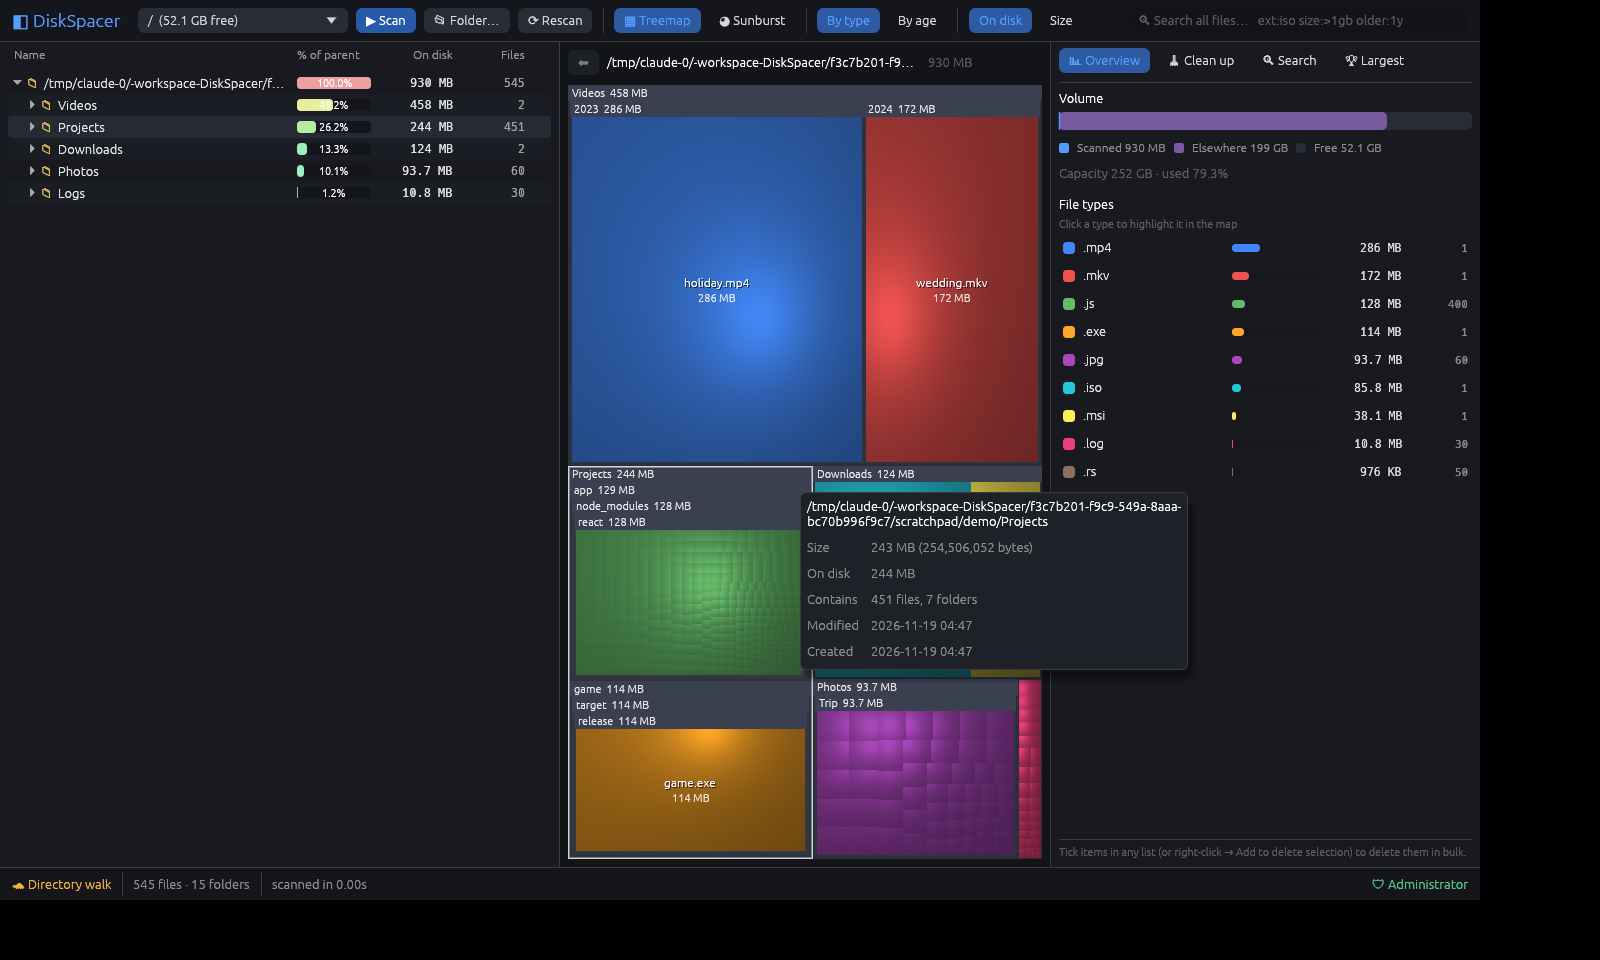 DiskSpacer
/ (52.1 GB free)
Scan
Folder…
Rescan
Treemap
Sunburst
By type
By age
On disk
Size
Search all files… ext:iso size:>1gb older:1y
Name % of parent On disk Files
/tmp/claude-0/-workspace-DiskSpacer/f… 100.0% 930 MB 545
Videos 49.2% 458 MB 2
Projects 26.2% 244 MB 451
Downloads 13.3% 124 MB 2
Photos 10.1% 93.7 MB 60
Logs 1.2% 10.8 MB 30
/tmp/claude-0/-workspace-DiskSpacer/f3c7b201-f9… 930 MB
Videos 458 MB
2023 286 MB
2024 172 MB
holiday.mp4
286 MB
wedding.mkv
172 MB
Projects 244 MB
app 129 MB
node_modules 128 MB
react 128 MB
Downloads 124 MB
game 114 MB
target 114 MB
release 114 MB
game.exe
114 MB
Photos 93.7 MB
Trip 93.7 MB
/tmp/claude-0/-workspace-DiskSpacer/f3c7b201-f9c9-549a-8aaa-
bc70b996f9c7/scratchpad/demo/Projects
Size 243 MB (254,506,052 bytes)
On disk 244 MB
Contains 451 files, 7 folders
Modified 2026-11-19 04:47
Created 2026-11-19 04:47
Overview
Clean up
Search
Largest
Volume
Scanned 930 MB Elsewhere 199 GB Free 52.1 GB
Capacity 252 GB · used 79.3%
File types
Click a type to highlight it in the map
.mp4 286 MB 1
.mkv 172 MB 1
.js 128 MB 400
.exe 114 MB 1
.jpg 93.7 MB 60
.iso 85.8 MB 1
.msi 38.1 MB 1
.log 10.8 MB 30
.rs 976 KB 50
Tick items in any list (or right-click → Add to delete selection) to delete them in bulk.
Directory walk
545 files · 15 folders
scanned in 0.00s
Administrator